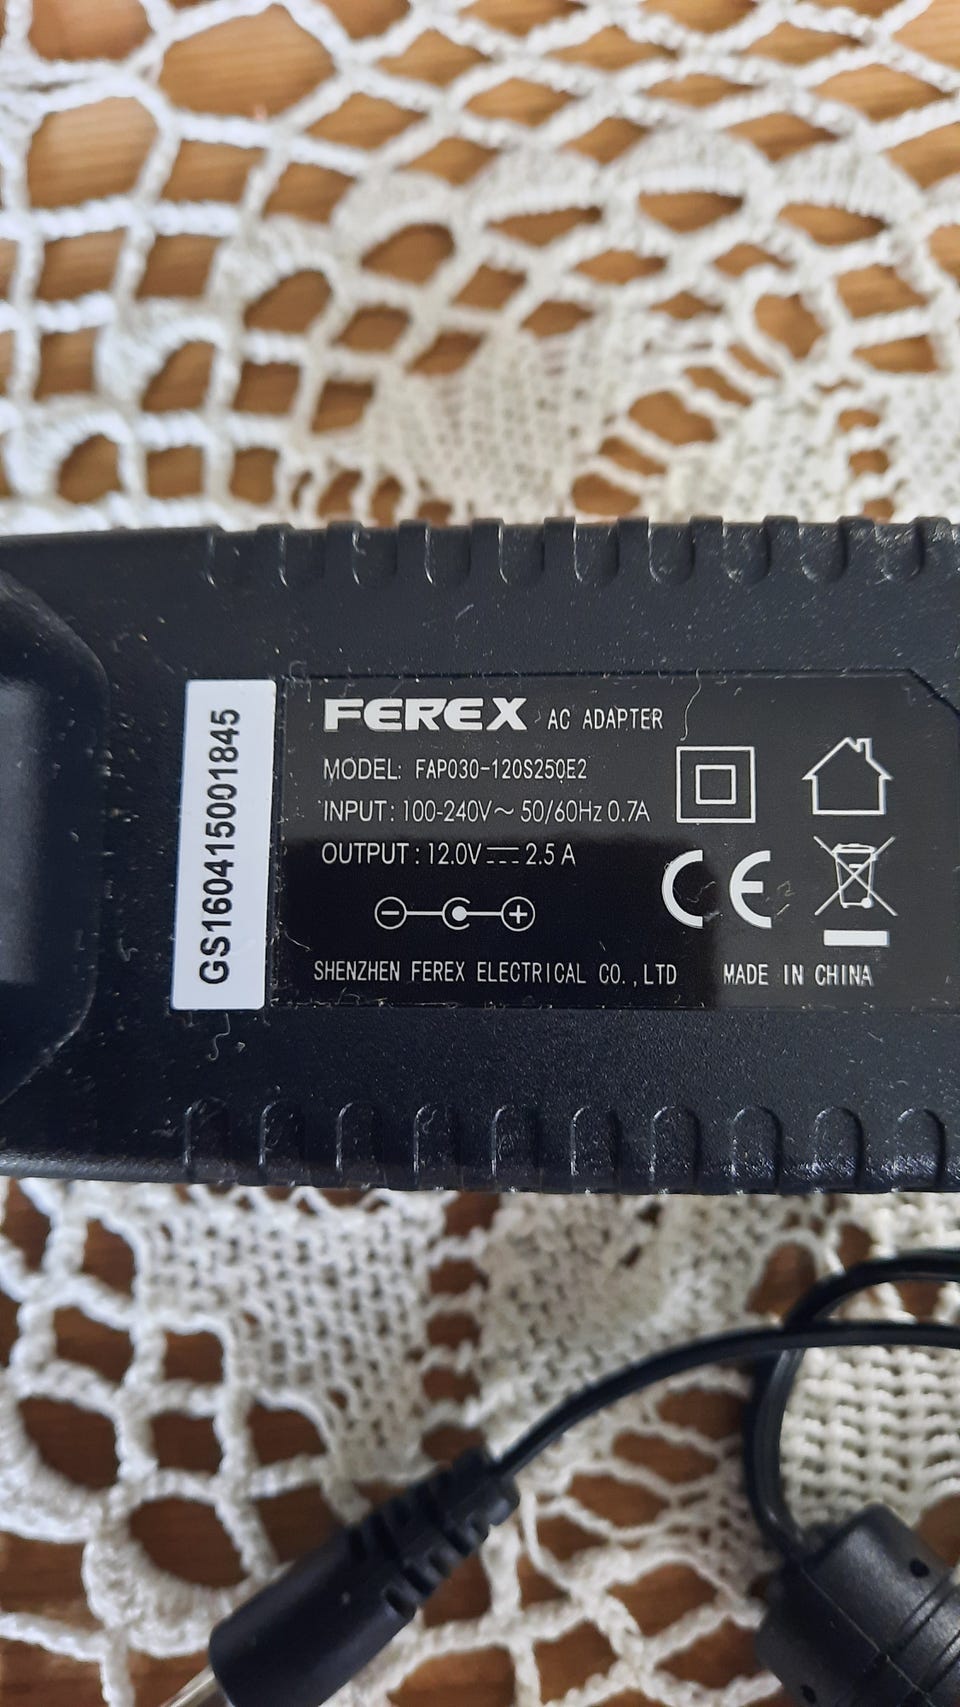 GS160415001845
FEREX AC ADAPTER
MODEL: FAP030-120S250E2
INPUT: 100-240V~ 50/60Hz 0.7A
OUTPUT: 12.0V⎓ 2.5 A
CE
SHENZHEN FEREX ELECTRICAL CO.,LTD MADE IN CHINA